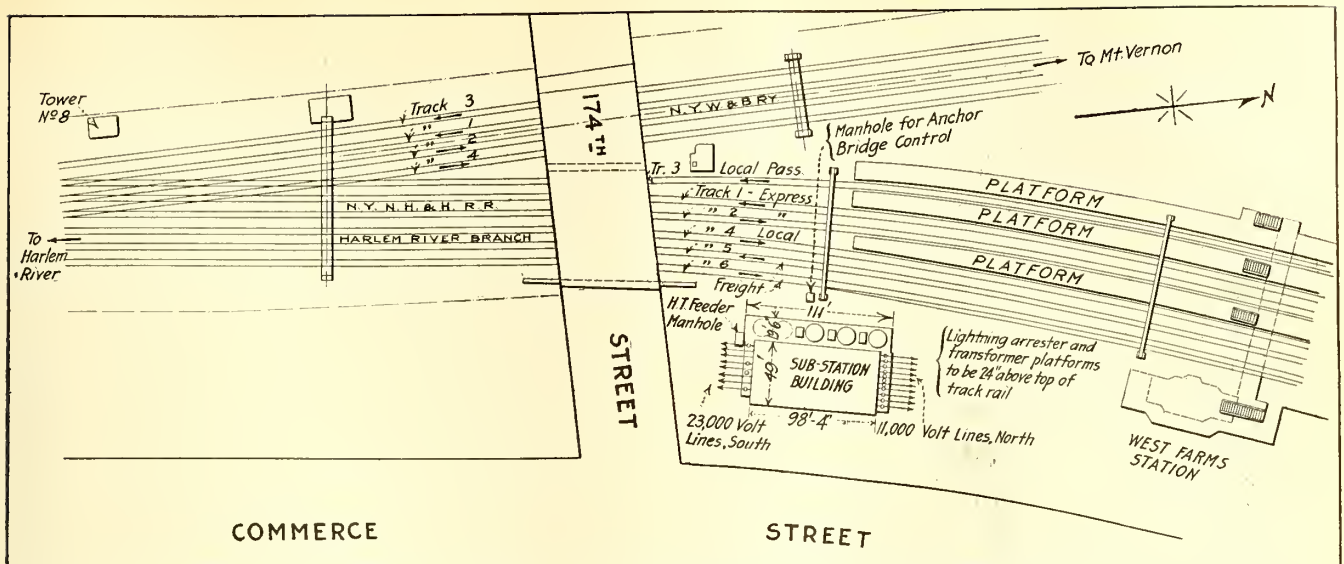 Tower
Nº8
Track 3
" 1
" 2
" 4
N.Y. N.H. & H. R.R.
HARLEM RIVER BRANCH
To
Harlem
River
174TH
STREET
N.Y.W & B RY
To Mt. Vernon
N
Manhole for Anchor
Bridge Control
Tr. 3 Local Pass.
Track 1 - Express
" 2 "
" 4 Local
" 5
" 6
Freight
PLATFORM
PLATFORM
PLATFORM
H.T. Feeder
Manhole
111'
49'
SUB-STATION
BUILDING
98'-4"
23,000 Volt
Lines, South
11,000 Volt Lines, North
Lightning arrester and
transformer platforms
to be 24" above top of
track rail
WEST FARMS
STATION
COMMERCE STREET